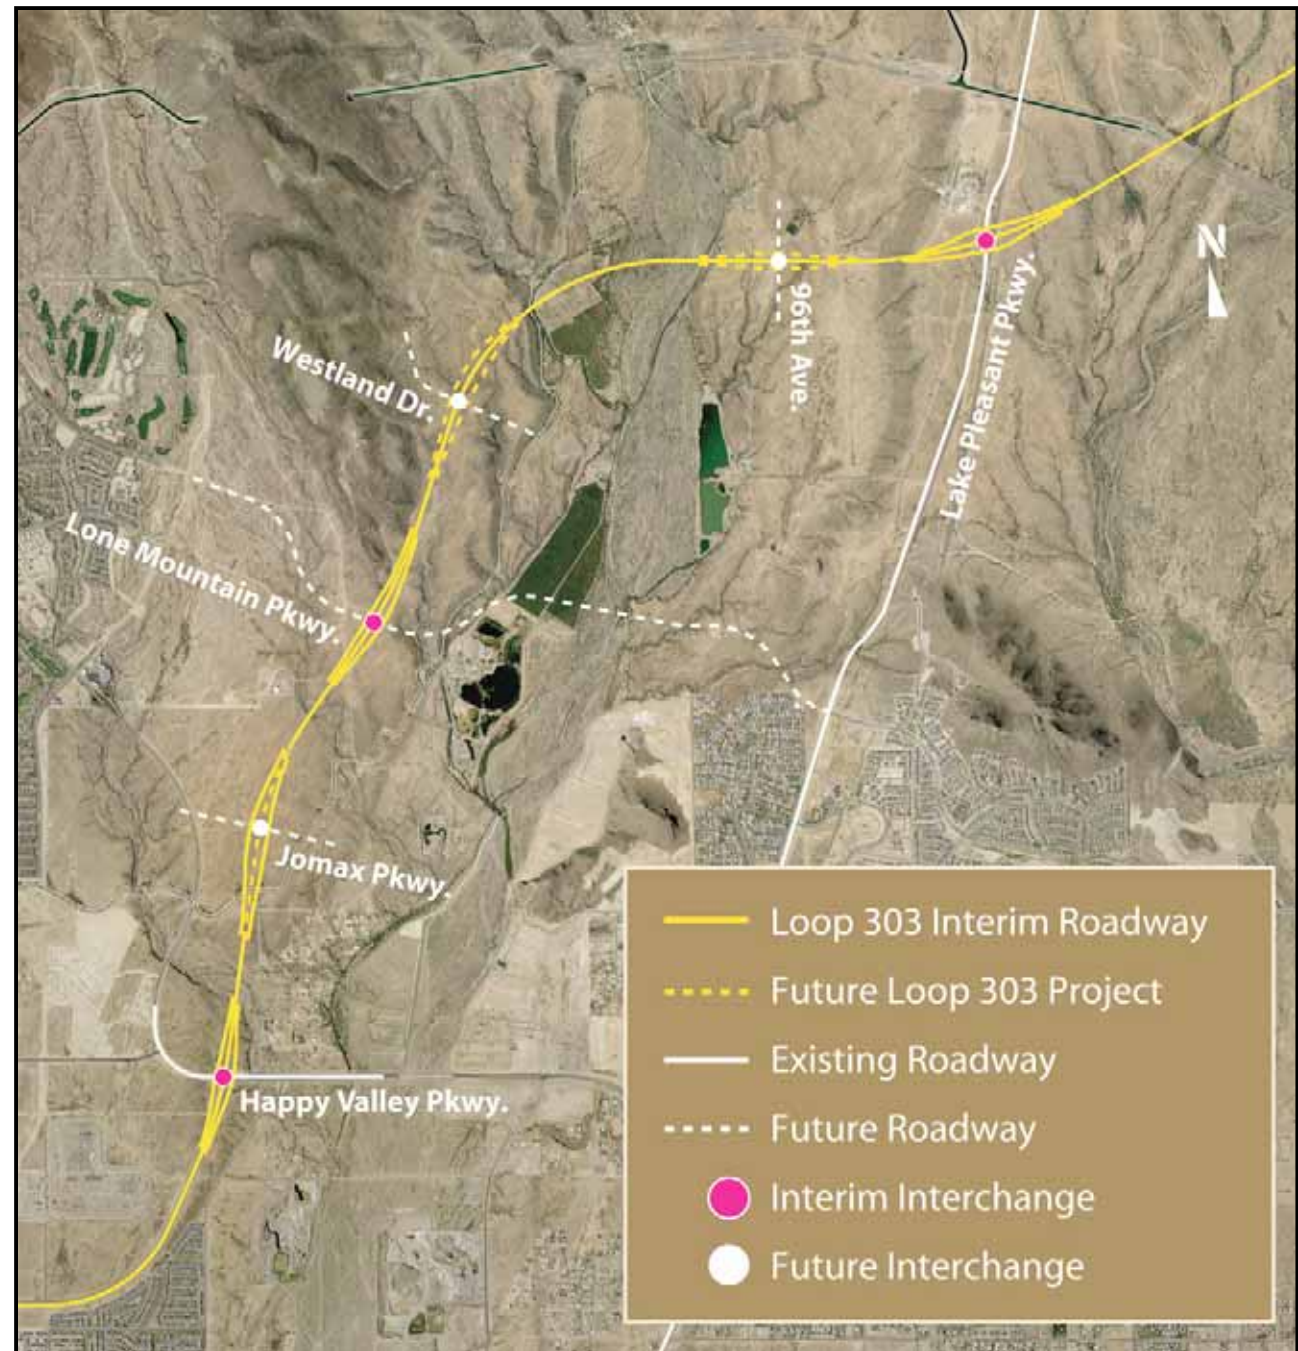 N
96th Ave.
Lake Pleasant Pkwy.
Westland Dr.
Lone Mountain Pkwy.
Jomax Pkwy.
Happy Valley Pkwy.
Loop 303 Interim Roadway
Future Loop 303 Project
Existing Roadway
Future Roadway
Interim Interchange
Future Interchange